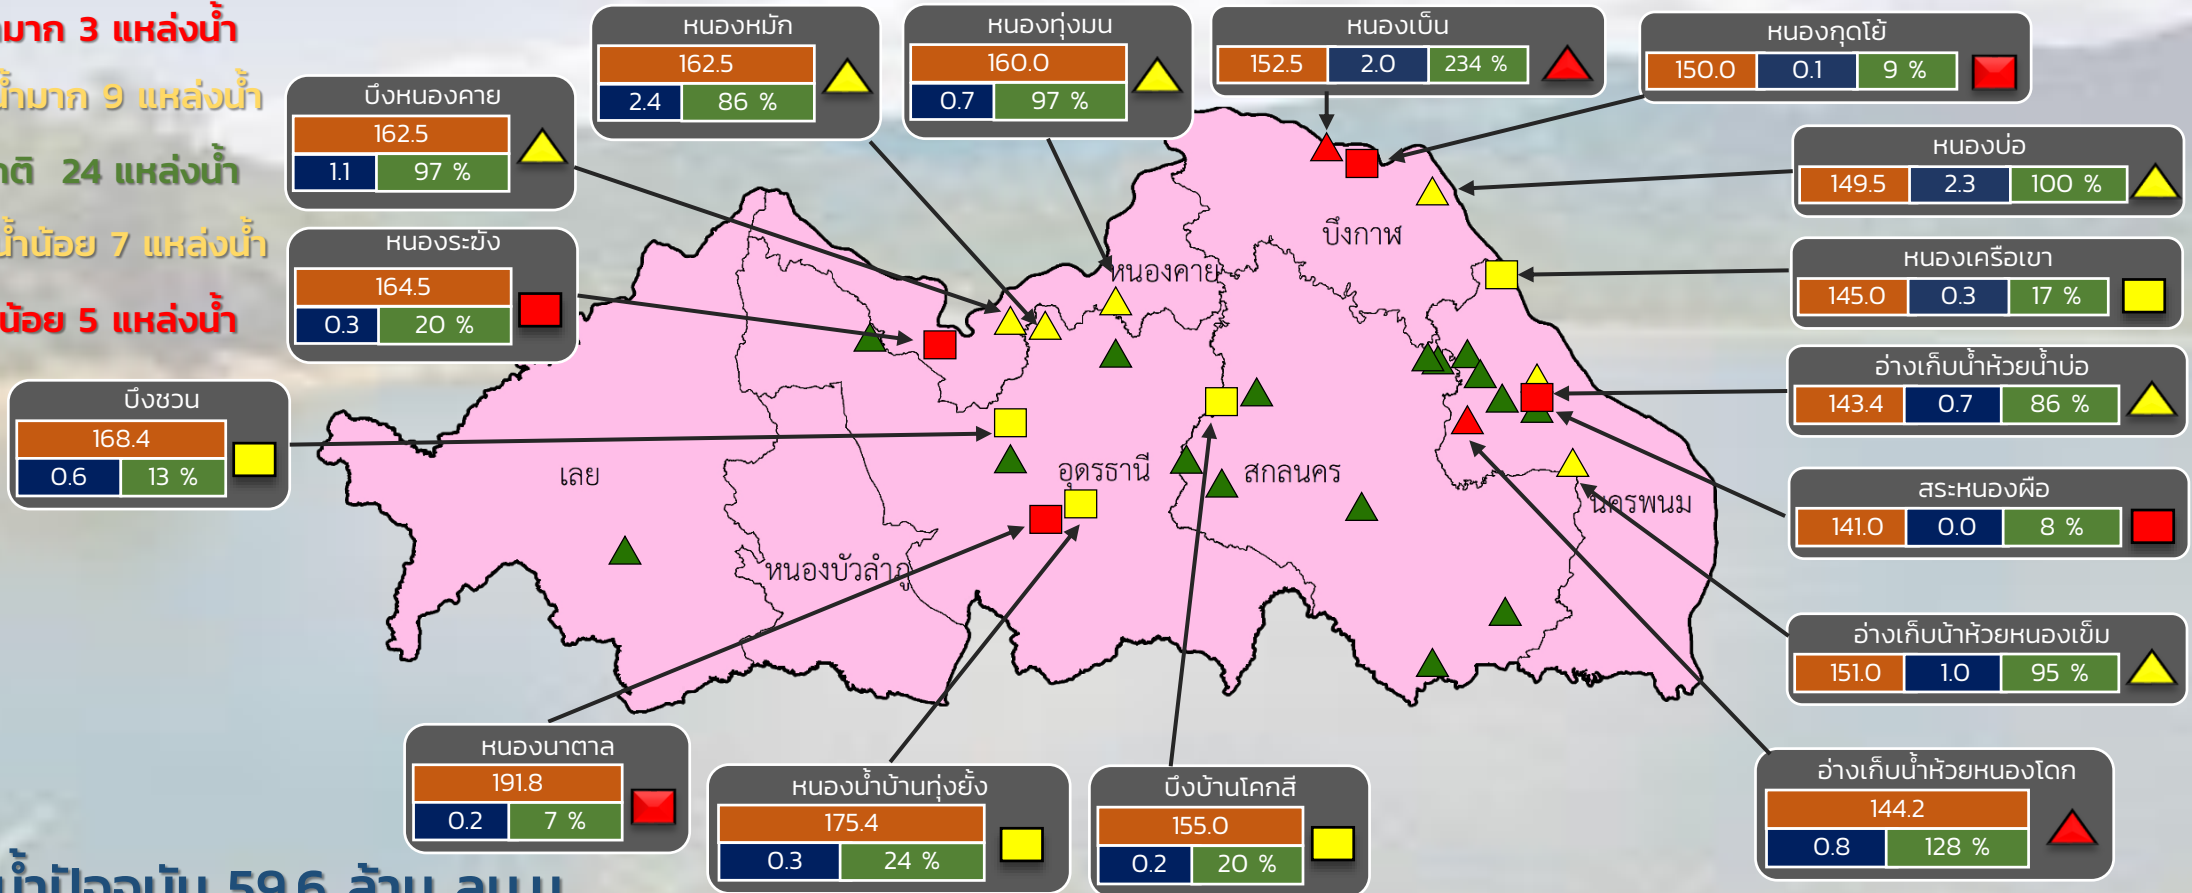 มาก 3 แหล่งน้ำ
น้ำมาก 9 แหล่งน้ำ
24 แหล่งน้ำ
น้ำน้อย 7 แหล่งน้ำ
น้อย 5 แหล่งน้ำ
หนองหมัก
162.5
2.4 86 %
หนองทุ่งมน
160.0
0.7 97 %
หนองเบ็น
152.5 2.0 234 %
หนองกุดโย้
150.0 0.1 9 %
บึงหนองคาย
162.5
1.1 97 %
หนองบ่อ
149.5 2.3 100 %
หนองระฆัง
164.5
0.3 20 %
หนองเครือเขา
145.0 0.3 17 %
บึงชวน
168.4
0.6 13 %
อ่างเก็บน้ำห้วยน้ำบ่อ
143.4 0.7 86 %
สระหนองผือ
141.0 0.0 8 %
อ่างเก็บน้าห้วยหนองเข็ม
151.0 1.0 95 %
บึงกาฬ
หนองคาย
เลย
อุดรธานี
สกลนคร
นครพนม
หนองบัวลำภู
หนองนาตาล
191.8
0.2 7 %
หนองน้ำบ้านทุ่งยั้ง
175.4
0.3 24 %
บึงบ้านโคกสี
155.0
0.2 20 %
อ่างเก็บน้ำห้วยหนองโดก
144.2
0.8 128 %
น้ำปัจจุบัน 59.6 ล้าน ลบ.ม